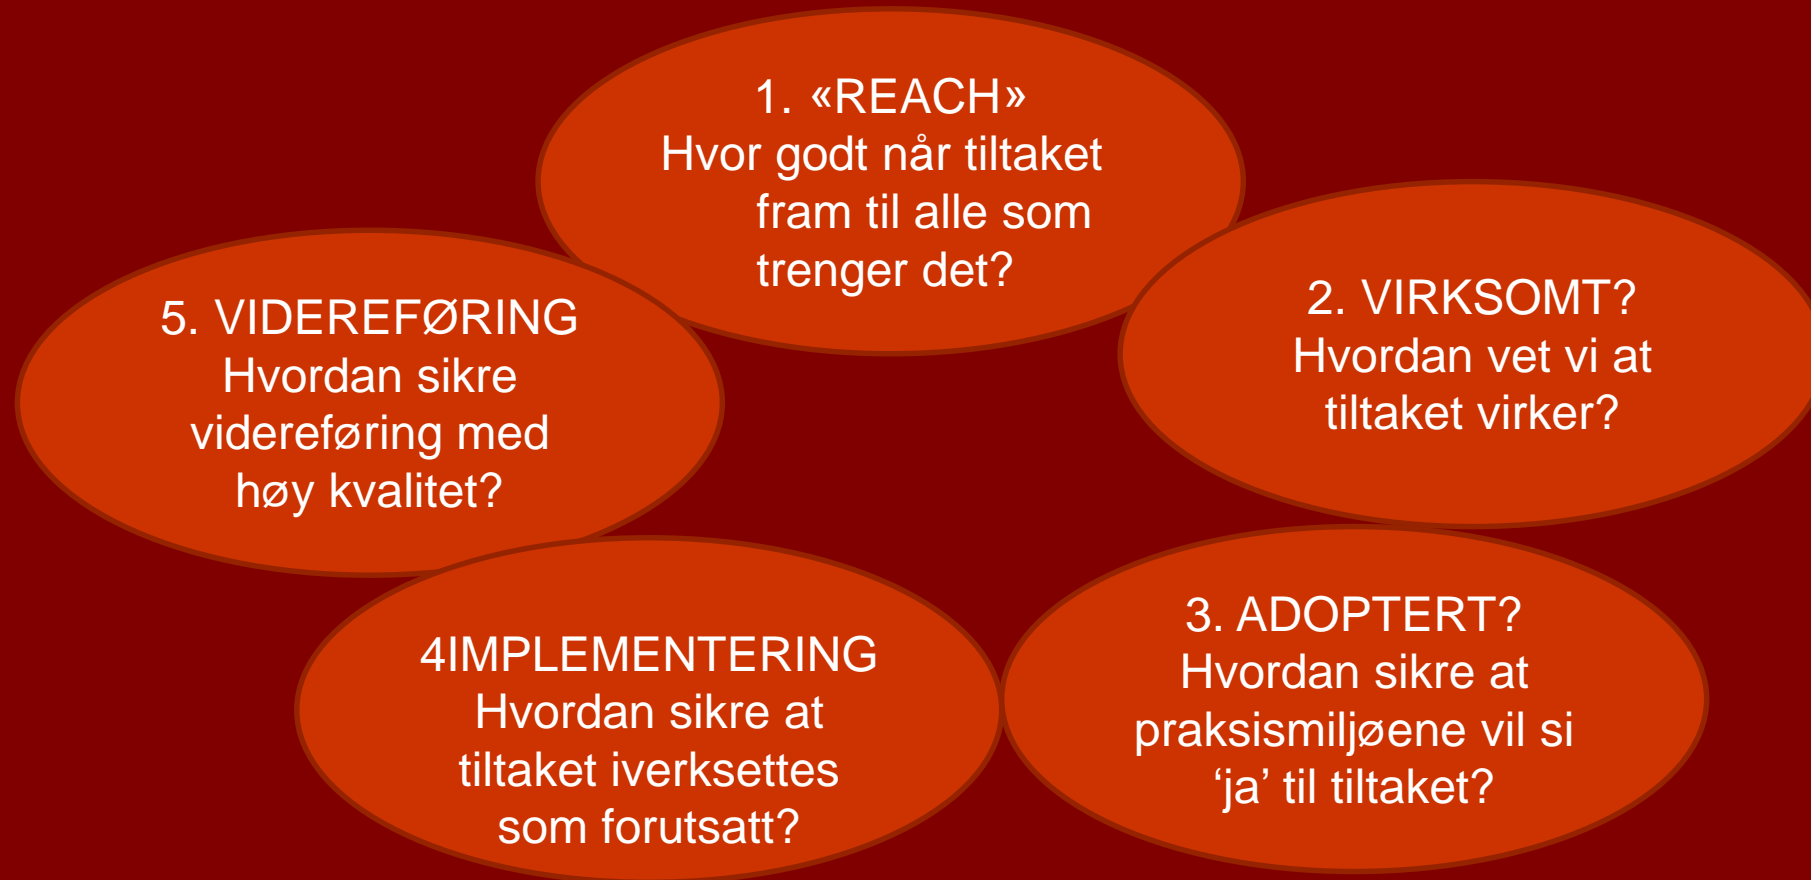 1. «REACH»
Hvor godt når tiltaket
fram til alle som
trenger det?
2. VIRKSOMT?
Hvordan vet vi at
tiltaket virker?
3. ADOPTERT?
Hvordan sikre at
praksismiljøene vil si
‘ja’ til tiltaket?
4IMPLEMENTERING
Hvordan sikre at
tiltaket iverksettes
som forutsatt?
5. VIDEREFØRING
Hvordan sikre
videreføring med
høy kvalitet?